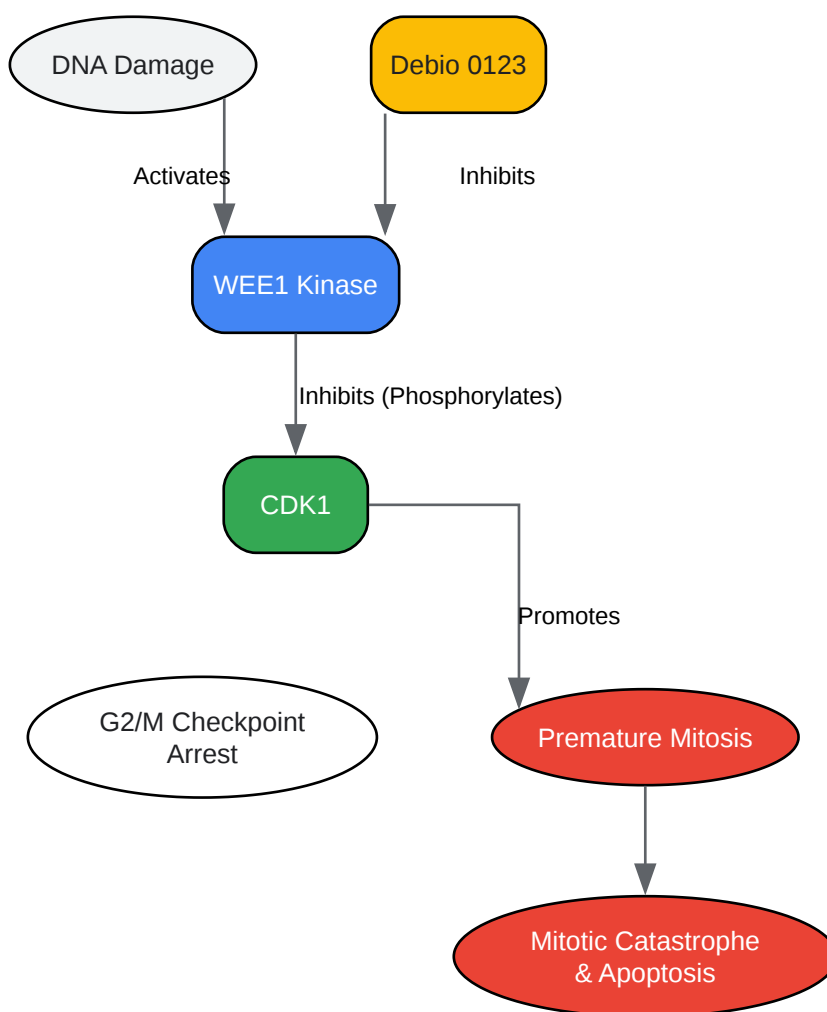 DNA Damage
Debio 0123
Activates
Inhibits
WEE1 Kinase
Inhibits (Phosphorylates)
CDK1
Promotes
G2/M Checkpoint
Arrest
Premature Mitosis
Mitotic Catastrophe
& Apoptosis